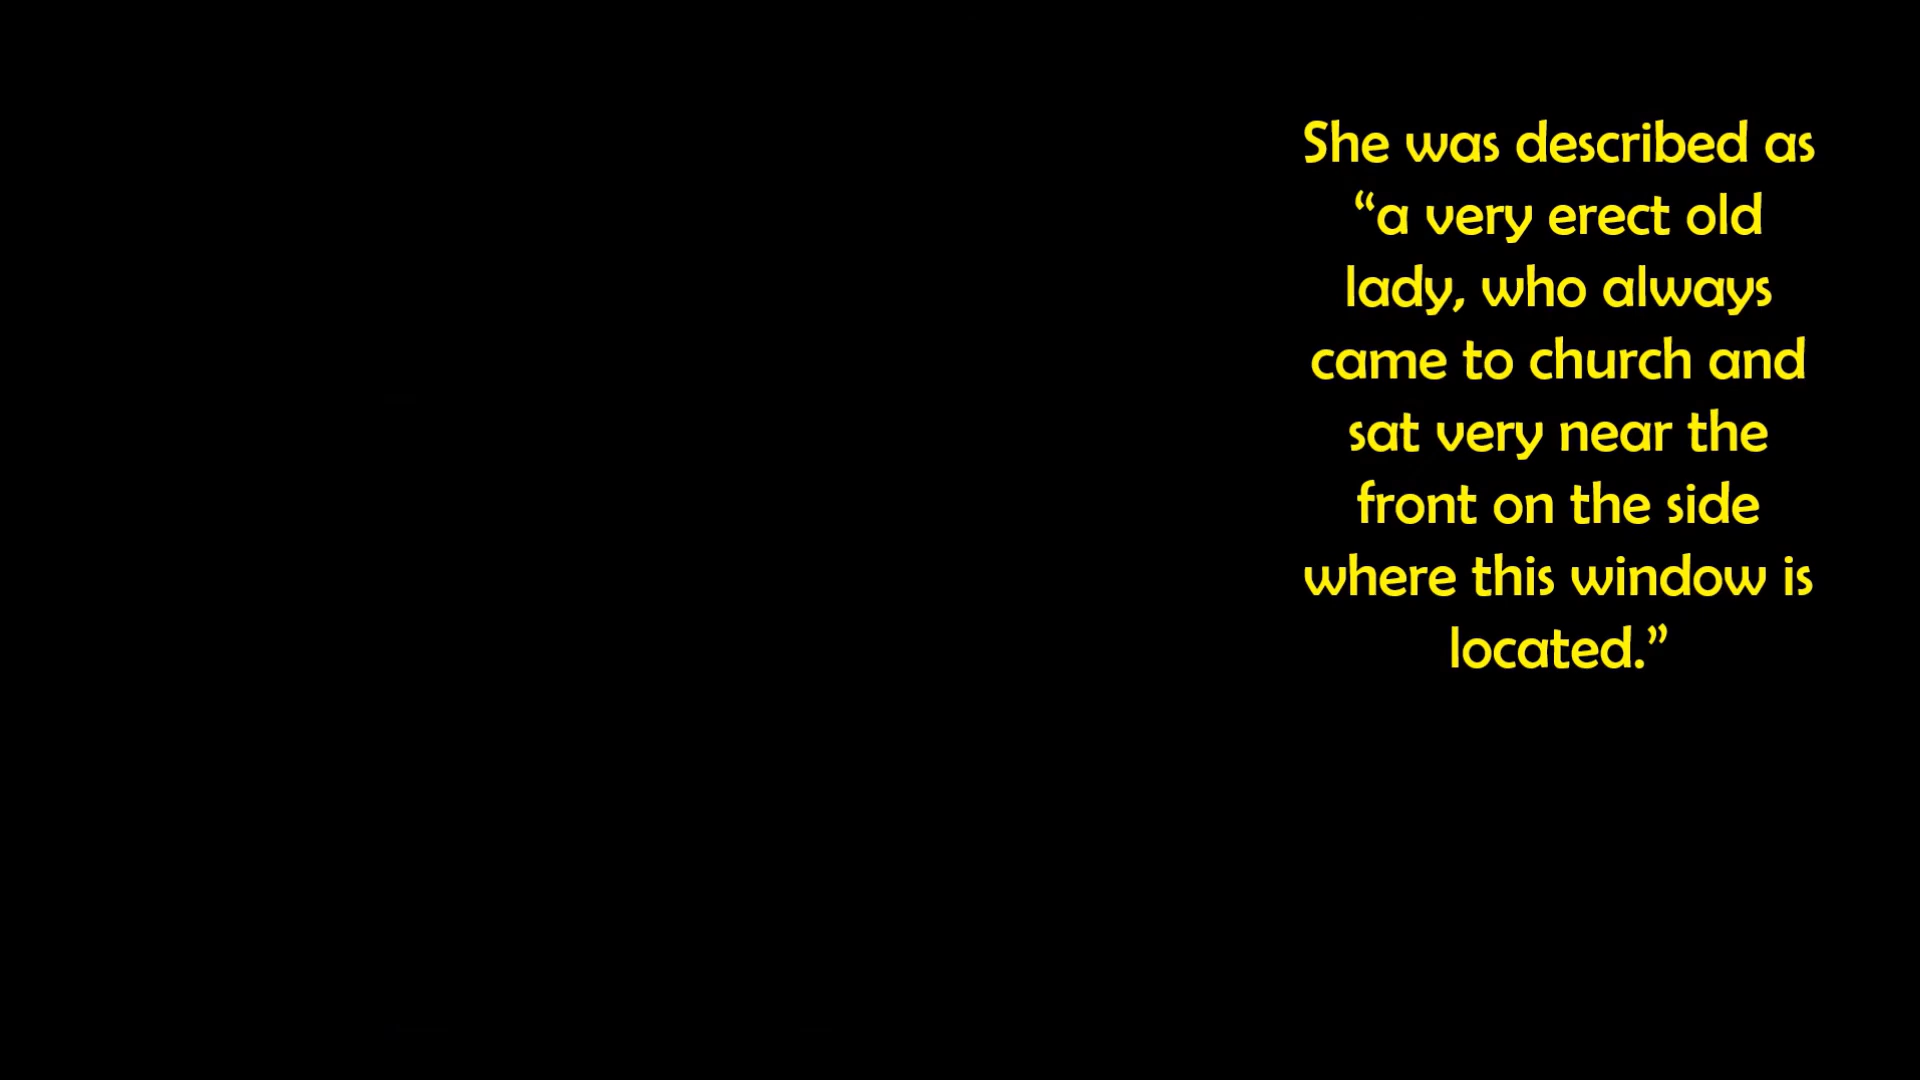 She was described as
“a very erect old
lady, who always
came to church and
sat very near the
front on the side
where this window is
located.”